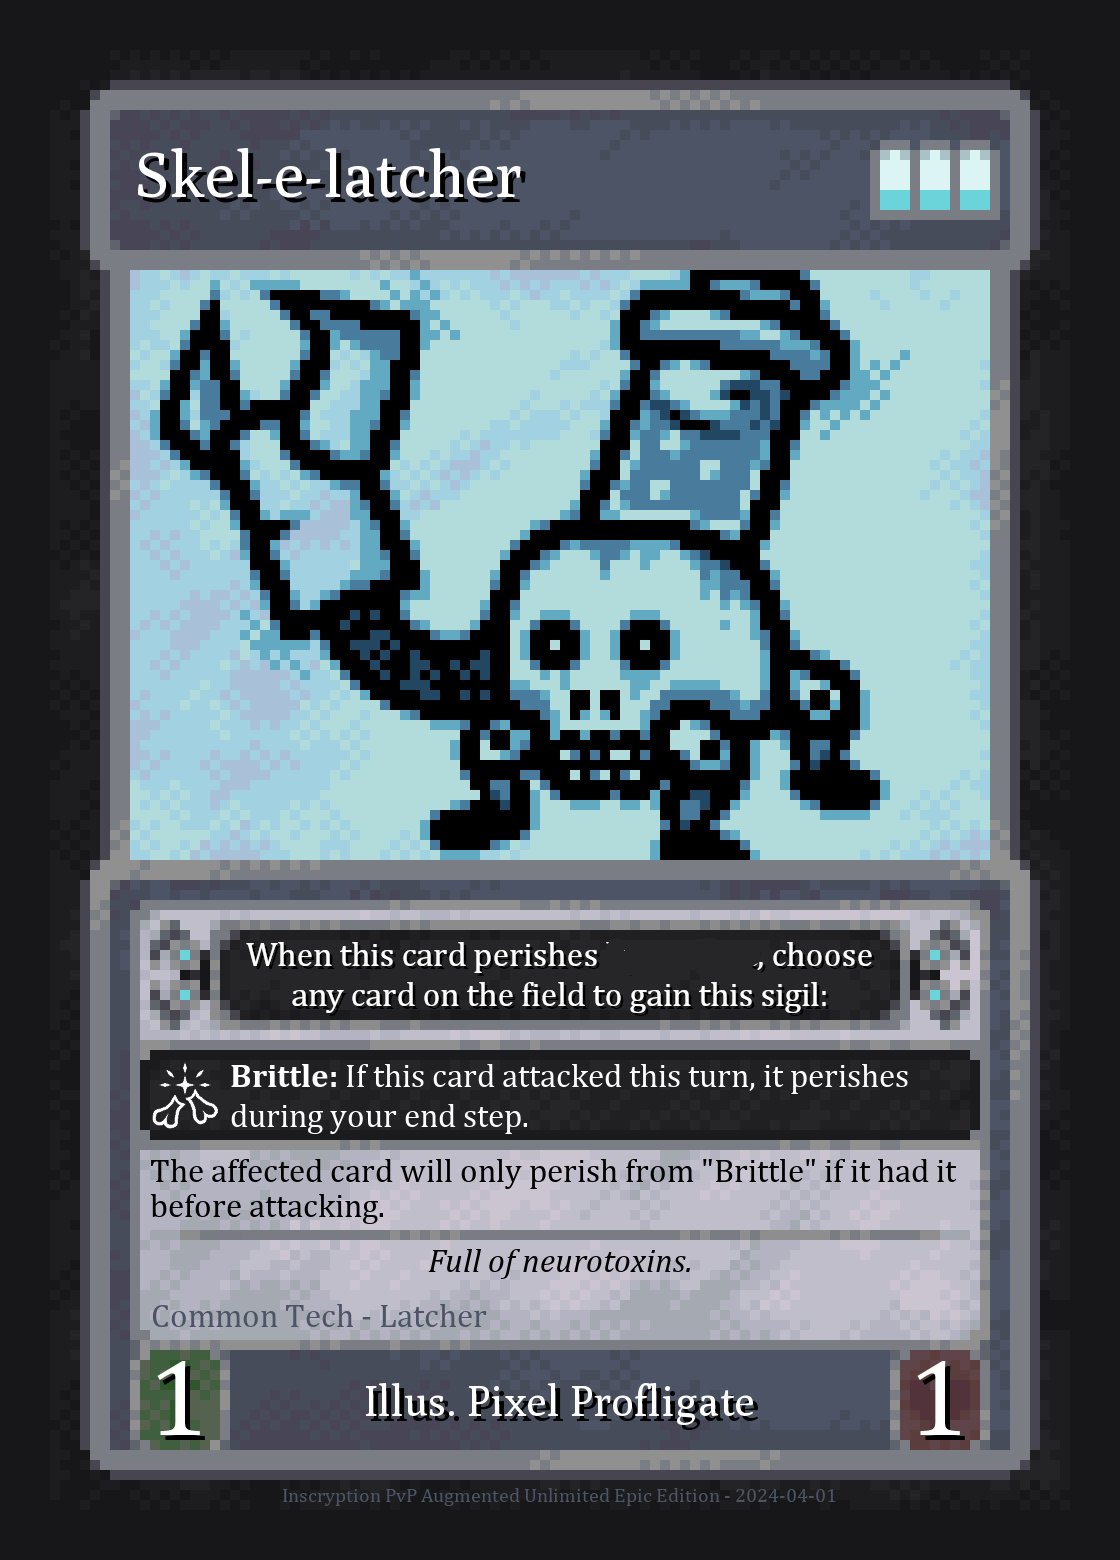 Skel-e-latcher
When this card perishes , choose
any card on the field to gain this sigil:
Brittle: If this card attacked this turn, it perishes
during your end step.
The affected card will only perish from "Brittle" if it had it
before attacking.
Full of neurotoxins.
Common Tech - Latcher
1
Illus. Pixel Profligate
1
Inscryption PvP Augmented Unlimited Epic Edition - 2024-04-01